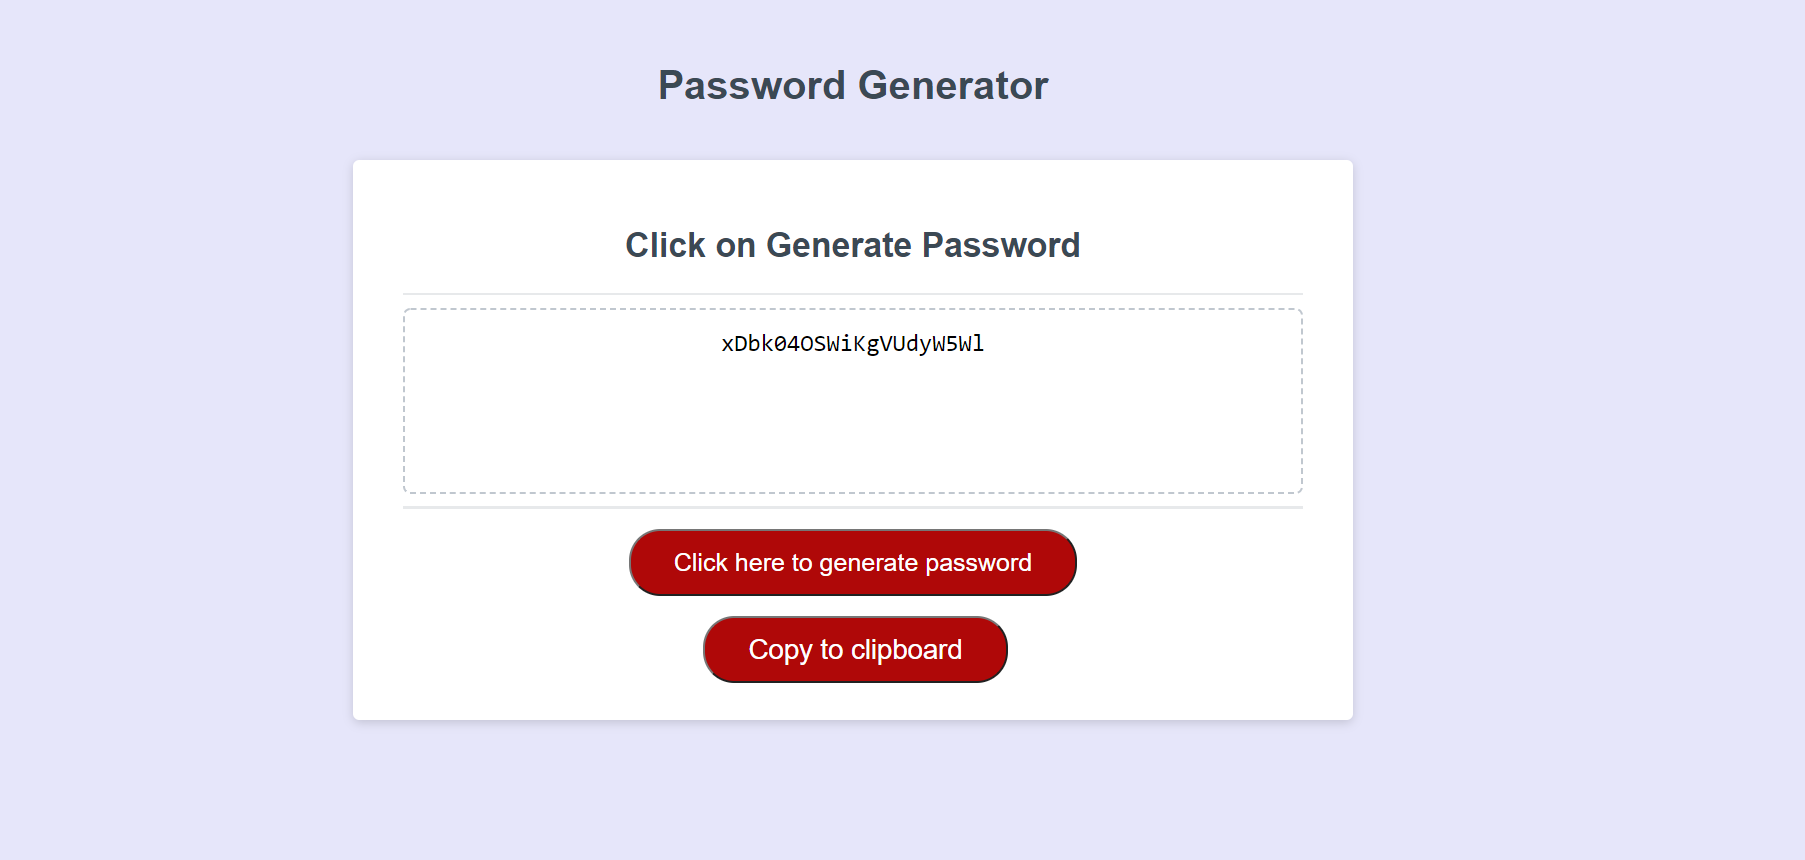 Password Generator
Click on Generate Password
xDbk04OSWiKgVUdyW5Wl
Click here to generate password
Copy to clipboard